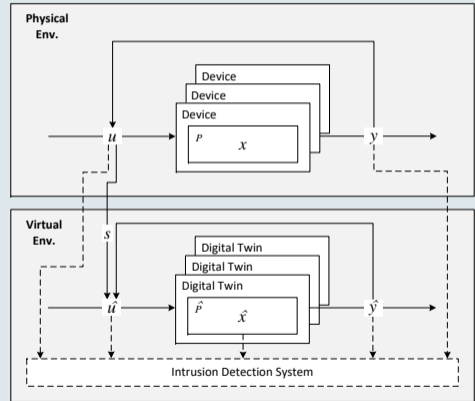 Physical
Env.
Device
Device
Device
P
x
u
y
Virtual
Env.
s
Digital Twin
Digital Twin
Digital Twin
P̂
x̂
û
ŷ
Intrusion Detection System